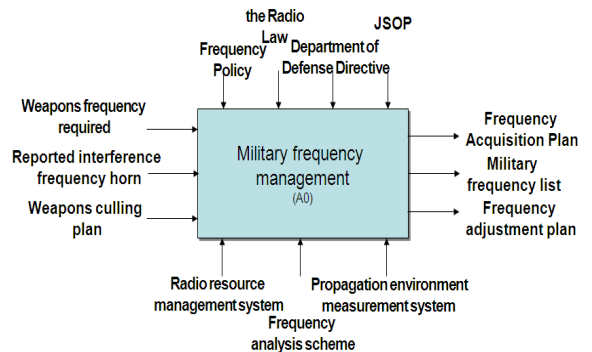 the Radio
Law
JSOP
Frequency
Policy
Department of
Defense Directive
Weapons frequency
required
Reported interference
frequency horn
Weapons culling
plan
Military frequency
management
(A0)
Frequency
Acquisition Plan
Military
frequency list
Frequency
adjustment plan
Radio resource
management system
Frequency
analysis scheme
Propagation environment
measurement system